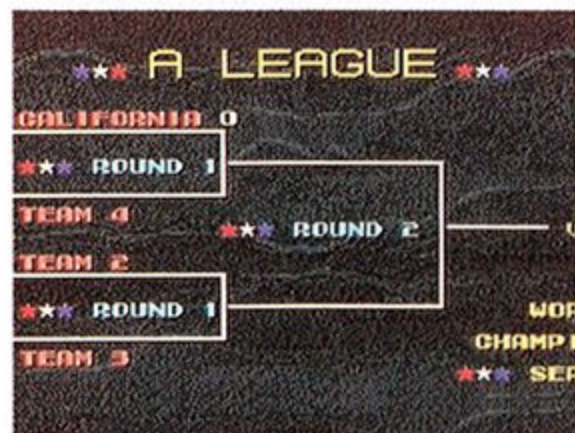 A LEAGUE
CALIFORNIA 0
ROUND 1
TEAM 4
ROUND 2
TEAM 2
ROUND 1
TEAM 3